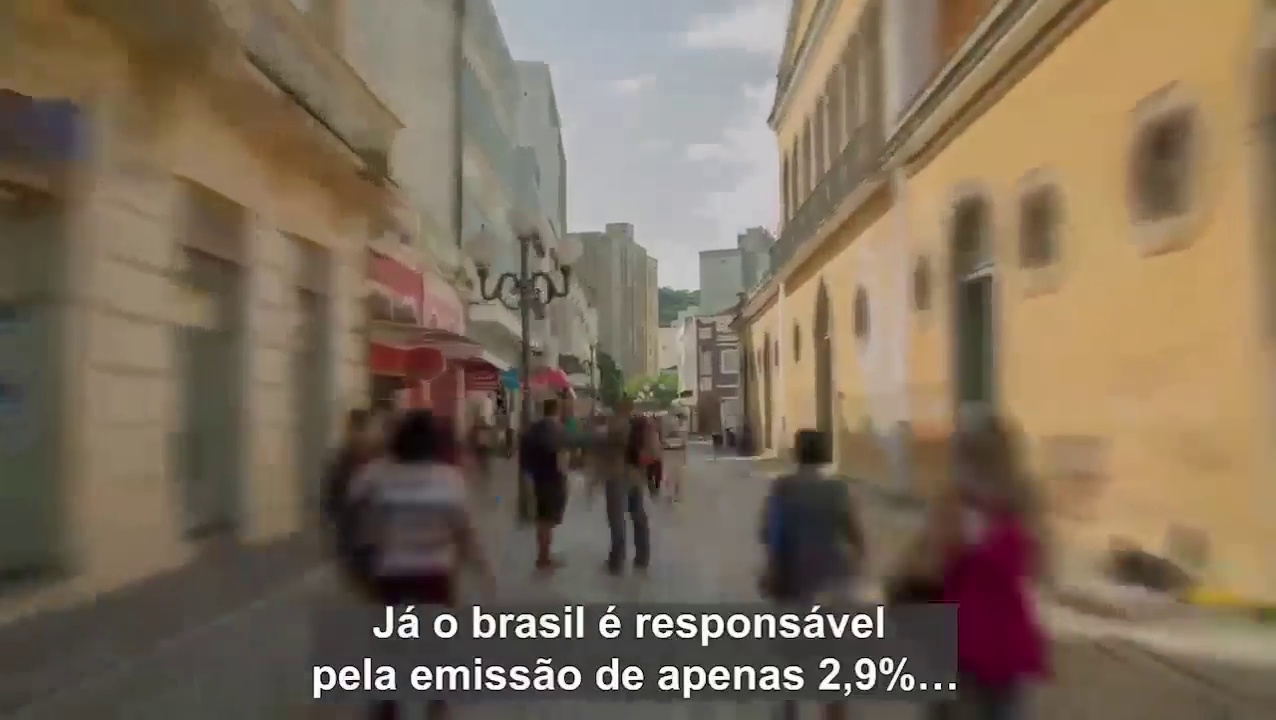 Já o brasil é responsável
pela emissão de apenas 2,9%...